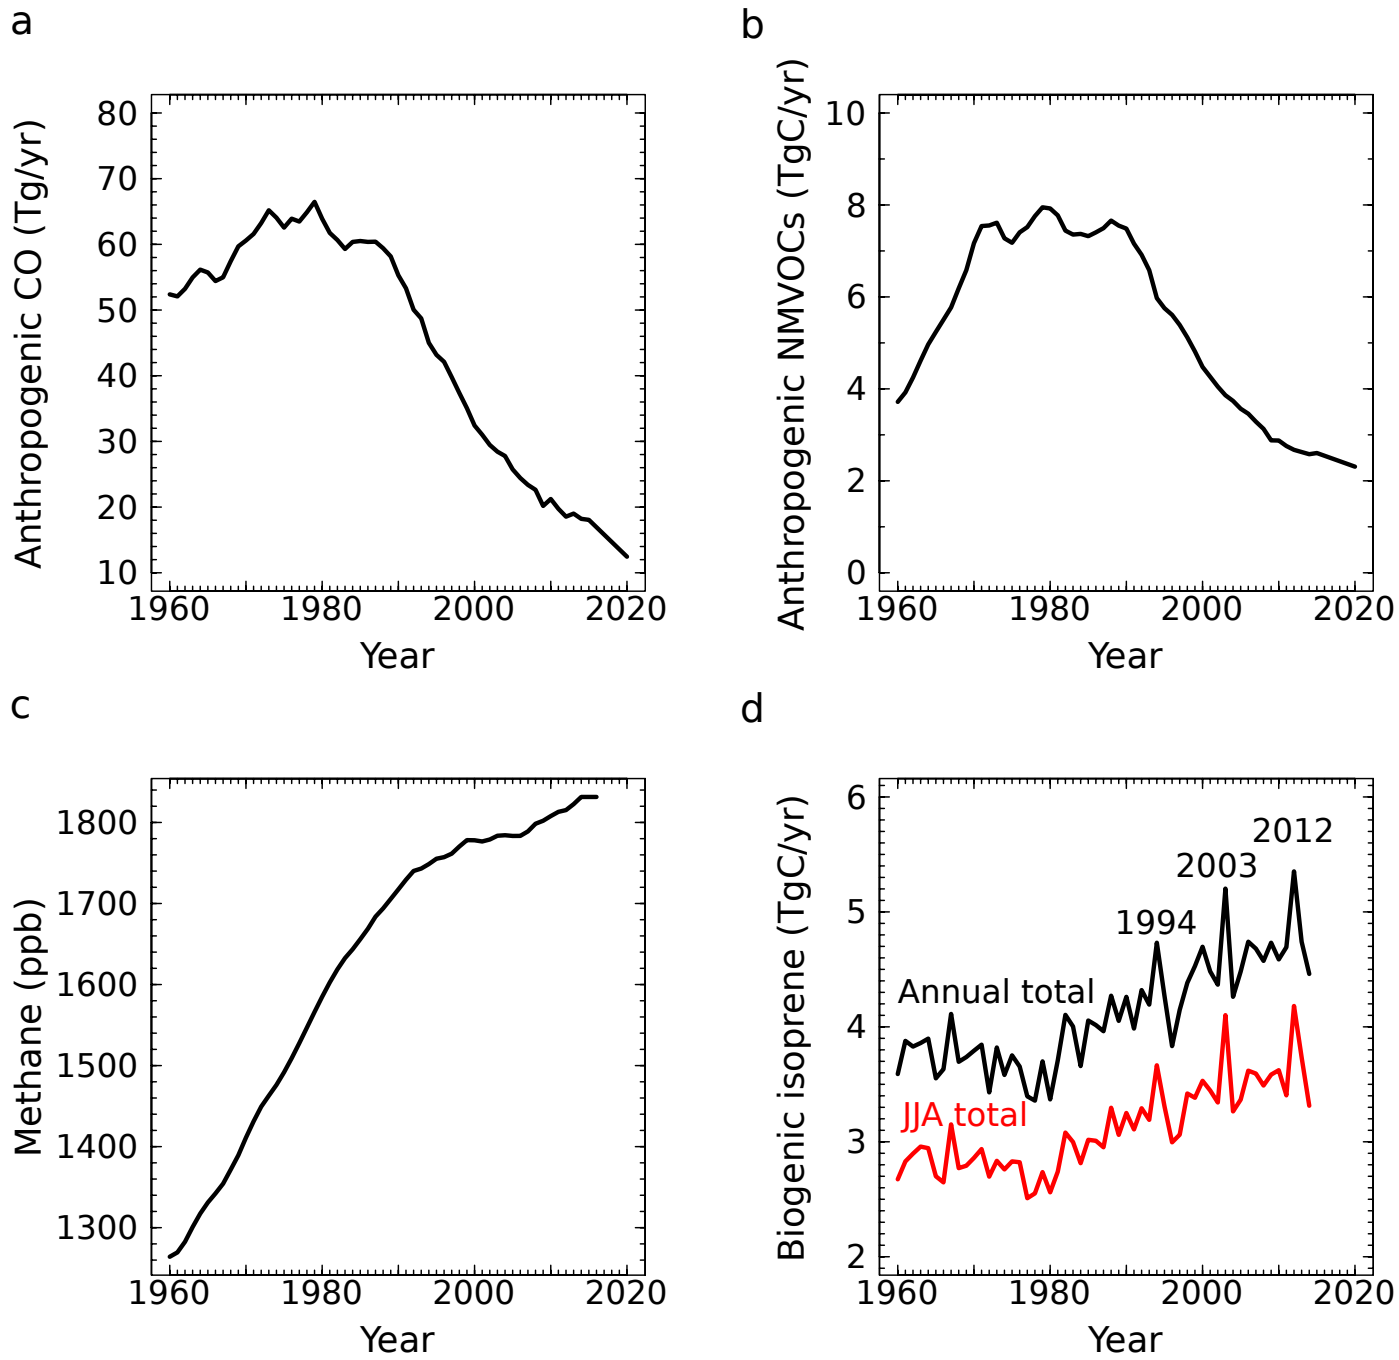 a
Anthropogenic CO (Tg/yr)
80
70
60
50
40
30
20
10
1960 1980 2000 2020
Year
b
Anthropogenic NMVOCs (TgC/yr)
10
8
6
4
2
0
1960 1980 2000 2020
Year
c
Methane (ppb)
1800
1700
1600
1500
1400
1300
1960 1980 2000 2020
Year
d
Biogenic isoprene (TgC/yr)
6
5
4
3
2
2012
2003
1994
Annual total
JJA total
1960 1980 2000 2020
Year